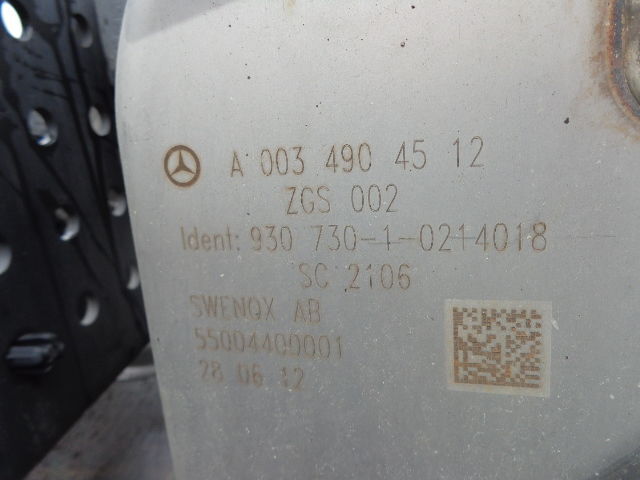 A 003 490 45 12
ZGS 002
Ident: 930 730-1-0214018
SC 2106
SWENOX AB
55004400001
28 06 12